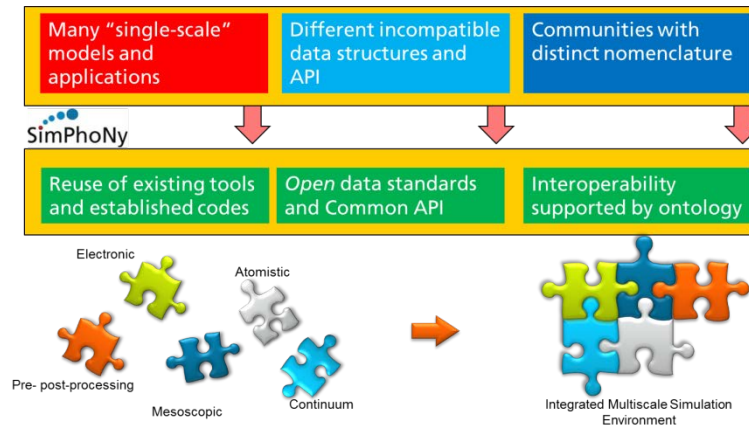 Many “single-scale”
models and
applications
Different incompatible
data structures and
API
Communities with
distinct nomenclature
SimPhoNy
Reuse of existing tools
and established codes
Open data standards
and Common API
Interoperability
supported by ontology
Electronic
Atomistic
Pre- post-processing
Mesoscopic
Continuum
Integrated Multiscale Simulation
Environment